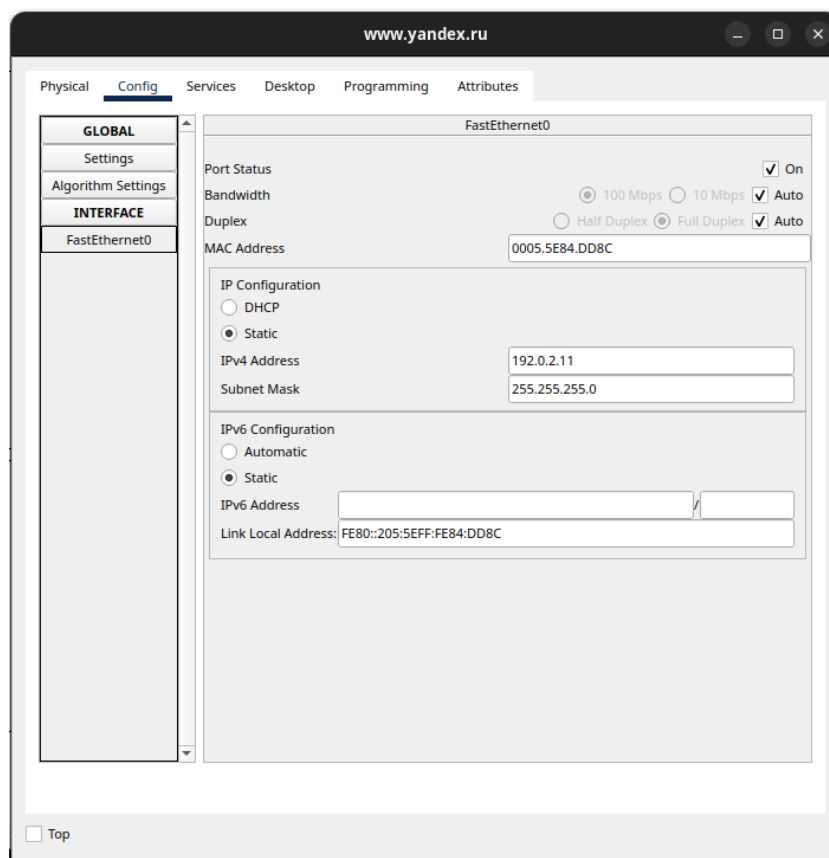 www.yandex.ru
Physical Config Services Desktop Programming Attributes
GLOBAL
Settings
Algorithm Settings
INTERFACE
FastEthernet0
FastEthernet0
Port Status On
Bandwidth 100 Mbps 10 Mbps Auto
Duplex Half Duplex Full Duplex Auto
MAC Address 0005.5E84.DD8C
IP Configuration
DHCP
Static
IPv4 Address 192.0.2.11
Subnet Mask 255.255.255.0
IPv6 Configuration
Automatic
Static
IPv6 Address /
Link Local Address: FE80::205:5EFF:FE84:DD8C
Top